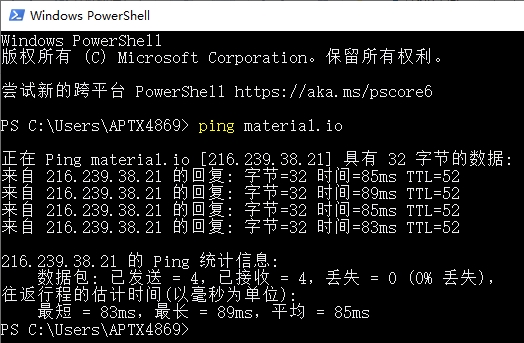 Windows PowerShell
Windows PowerShell
版权所有 (C) Microsoft Corporation。保留所有权利。
尝试新的跨平台 PowerShell https://aka.ms/pscore6
PS C:\Users\APTX4869> ping material.io
正在 Ping material.io [216.239.38.21] 具有 32 字节的数据:
来自 216.239.38.21 的回复: 字节=32 时间=85ms TTL=52
来自 216.239.38.21 的回复: 字节=32 时间=89ms TTL=52
来自 216.239.38.21 的回复: 字节=32 时间=85ms TTL=52
来自 216.239.38.21 的回复: 字节=32 时间=83ms TTL=52
216.239.38.21 的 Ping 统计信息:
数据包: 已发送 = 4，已接收 = 4，丢失 = 0 (0% 丢失)，
往返行程的估计时间(以毫秒为单位):
最短 = 83ms，最长 = 89ms，平均 = 85ms
PS C:\Users\APTX4869>